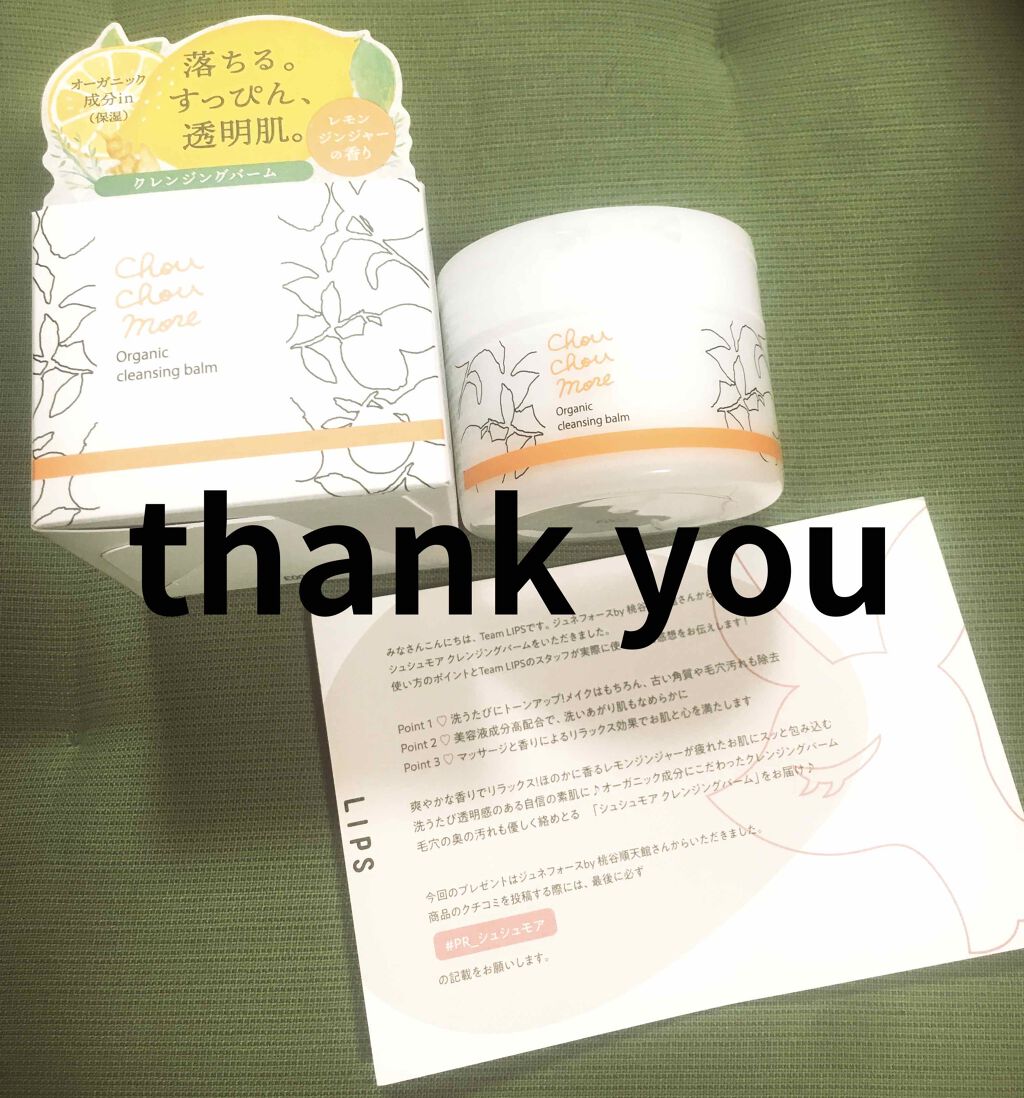 オーガニック
成分in
(保湿)
落ちる。
すっぴん、
透明肌。
レモン
ジンジャー
の香り
クレンジングバーム
Chou
Chou
more
Organic
cleansing balm
Chou
Chou
more
Organic
cleansing balm
thank you
みなさんこんにちは、Team LIPSです。ジュネフォースby 桃谷 館さんから
シュシュモア クレンジングバームをいただきました。
使い方のポイントとTeam LIPSのスタッフが実際に使 感想をお伝えします!
Point 1 ♡ 洗うたびにトーンアップ!メイクはもちろん、古い角質や毛穴汚れも除去
Point 2 ♡ 美容液成分高配合で、洗いあがり肌もなめらかに
Point 3 ♡ マッサージと香りによるリラックス効果でお肌と心を満たします
爽やかな香りでリラックス!ほのかに香るレモンジンジャーが疲れたお肌にスッと包み込む
洗うたび透明感のある自信の素肌に♪オーガニック成分にこだわったクレンジングバーム
毛穴の奥の汚れも優しく絡めとる 「シュシュモア クレンジングバーム」をお届け♪
LIPS
今回のプレゼントはジュネフォースby 桃谷順天館さんからいただきました。
商品のクチコミを投稿する際には、最後に必ず
#PR_シュシュモア
の記載をお願いします。